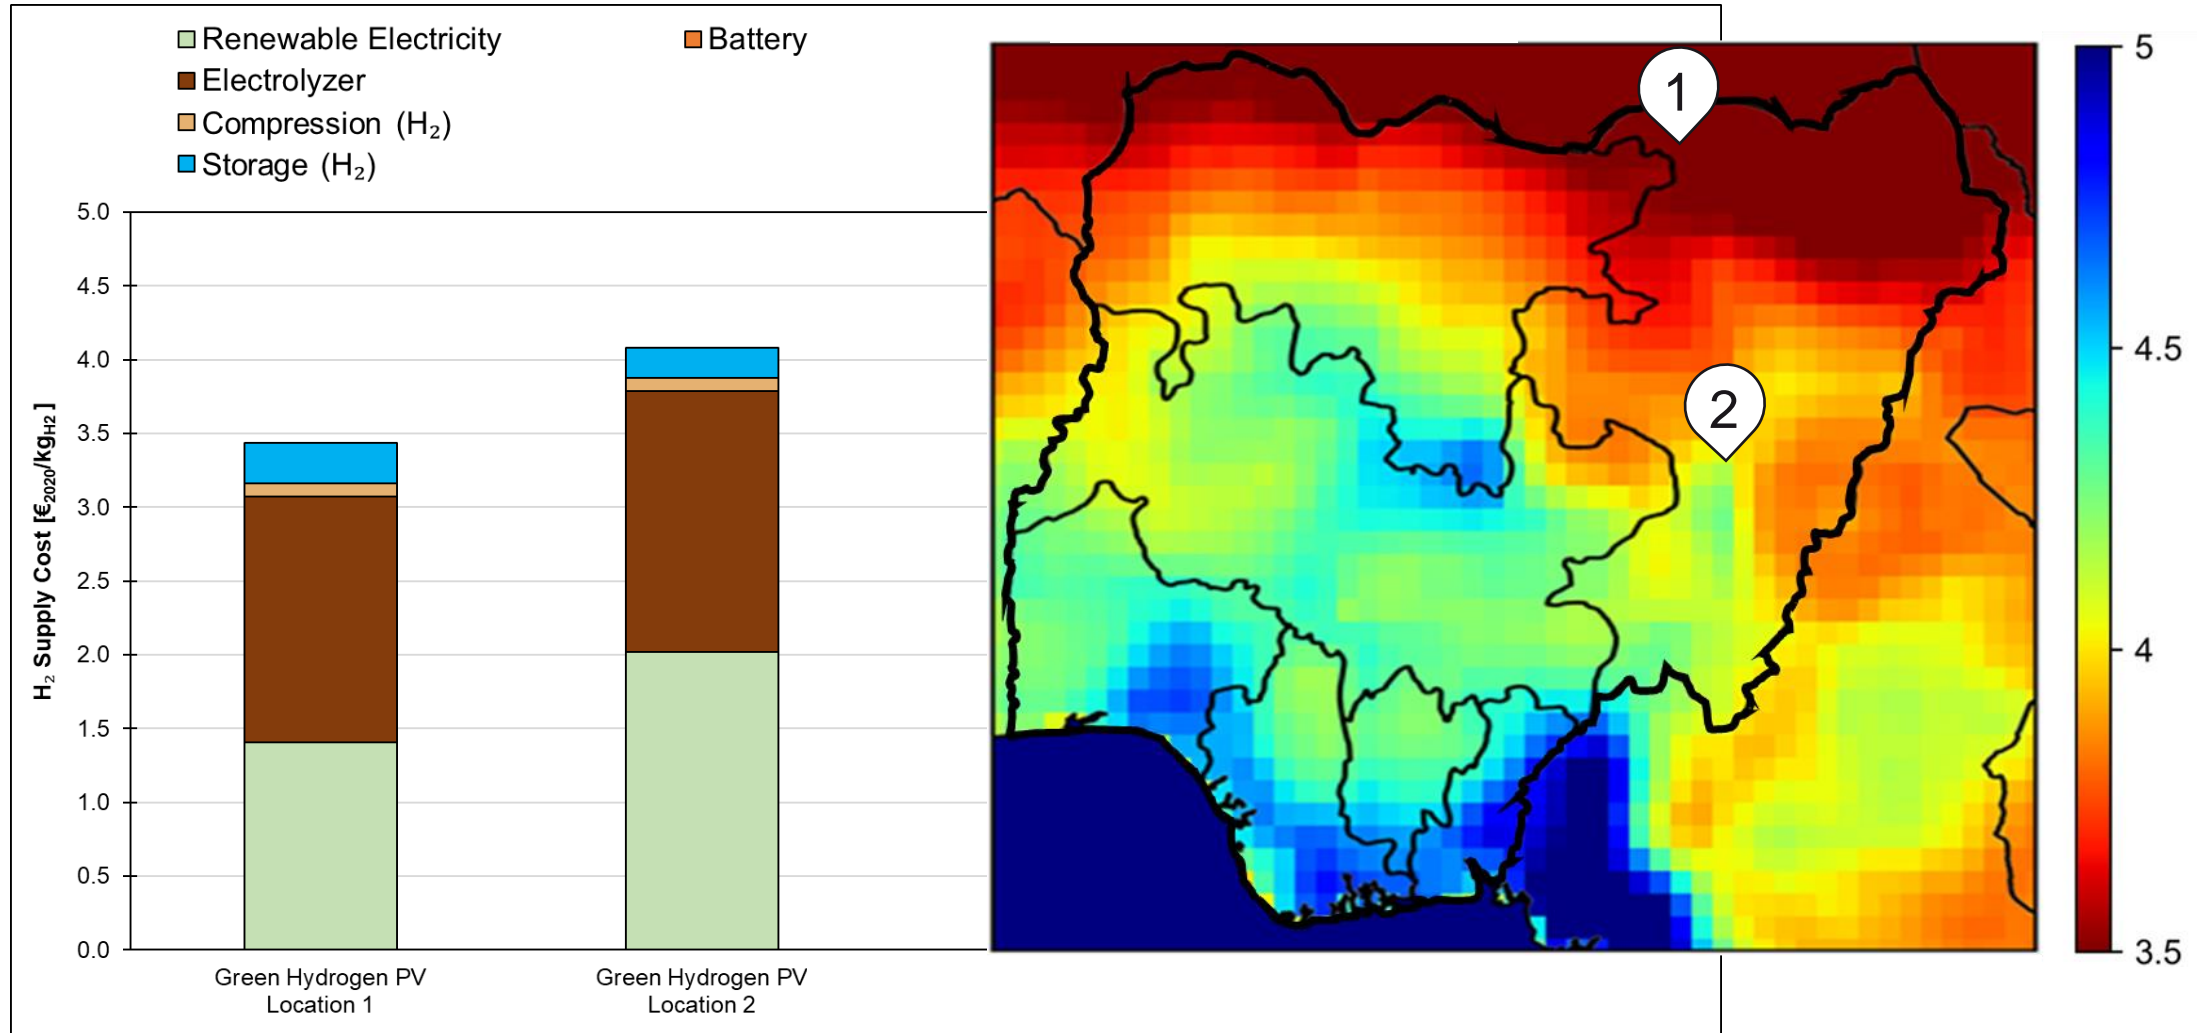 Renewable Electricity
Battery
Electrolyzer
Compression (H₂)
Storage (H₂)
H₂ Supply Cost [€2020/kgH2]
5.0
4.5
4.0
3.5
3.0
2.5
2.0
1.5
1.0
0.5
0.0
Green Hydrogen PV
Location 1
Green Hydrogen PV
Location 2
1
2
5
4.5
4
3.5